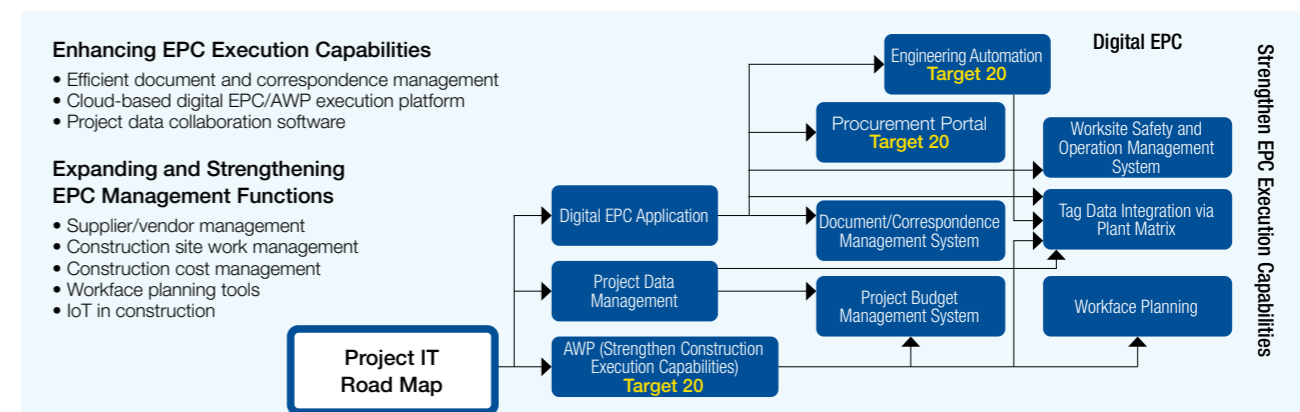 Enhancing EPC Execution Capabilities
• Efficient document and correspondence management
• Cloud-based digital EPC/AWP execution platform
• Project data collaboration software
Expanding and Strengthening
EPC Management Functions
• Supplier/vendor management
• Construction site work management
• Construction cost management
• Workface planning tools
• IoT in construction
Project IT
Road Map
Digital EPC Application
Project Data
Management
AWP (Strengthen Construction
Execution Capabilities)
Target 20
Engineering Automation
Target 20
Procurement Portal
Target 20
Document/Correspondence
Management System
Project Budget
Management System
Digital EPC
Worksite Safety and
Operation Management
System
Tag Data Integration via
Plant Matrix
Workface Planning
Strengthen EPC Execution Capabilities